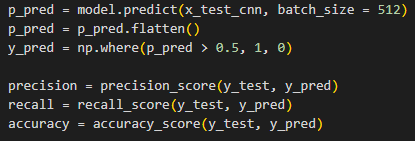 p_pred = model.predict(x_test_cnn, batch_size = 512)
p_pred = p_pred.flatten()
y_pred = np.where(p_pred > 0.5, 1, 0)
precision = precision_score(y_test, y_pred)
recall = recall_score(y_test, y_pred)
accuracy = accuracy_score(y_test, y_pred)